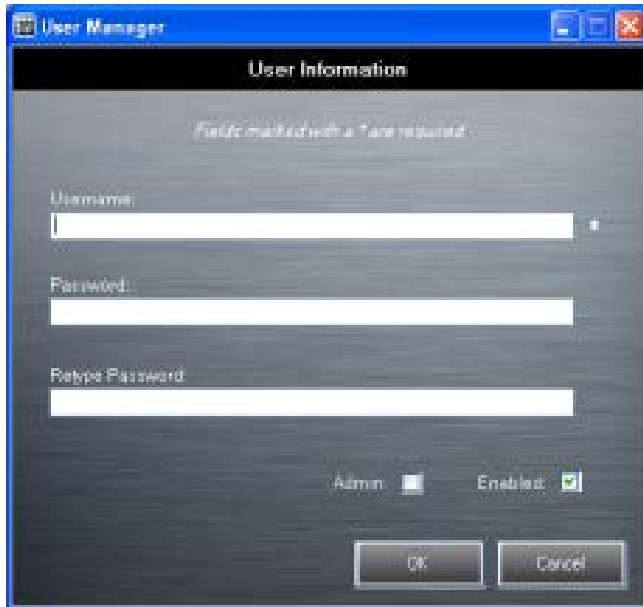 User Manager
User Information
Fields marked with a * are required
Username:
*
Password:
Retype Password:
Admin: Enabled:
OK Cancel